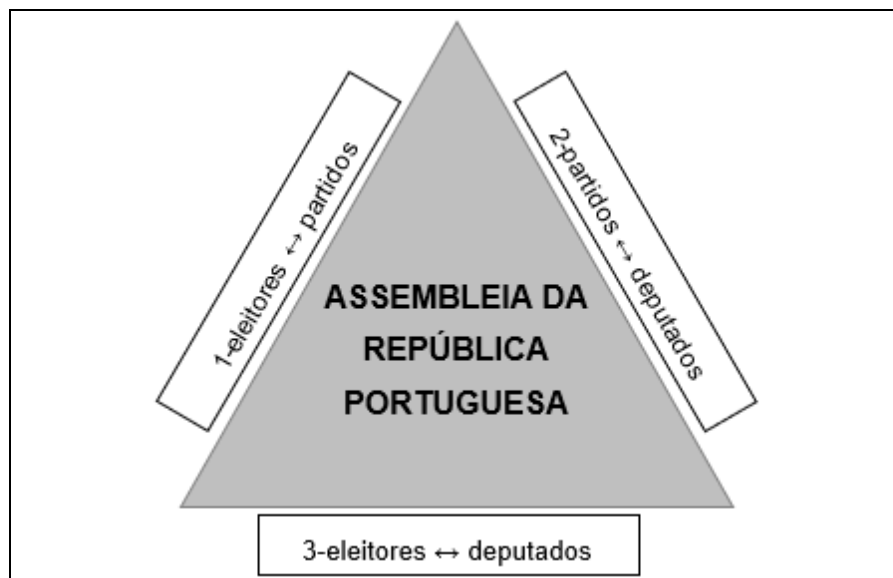 1-eleitores ↔ partidos
2-partidos ↔ deputados
ASSEMBLEIA DA
REPÚBLICA
PORTUGUESA
3-eleitores ↔ deputados